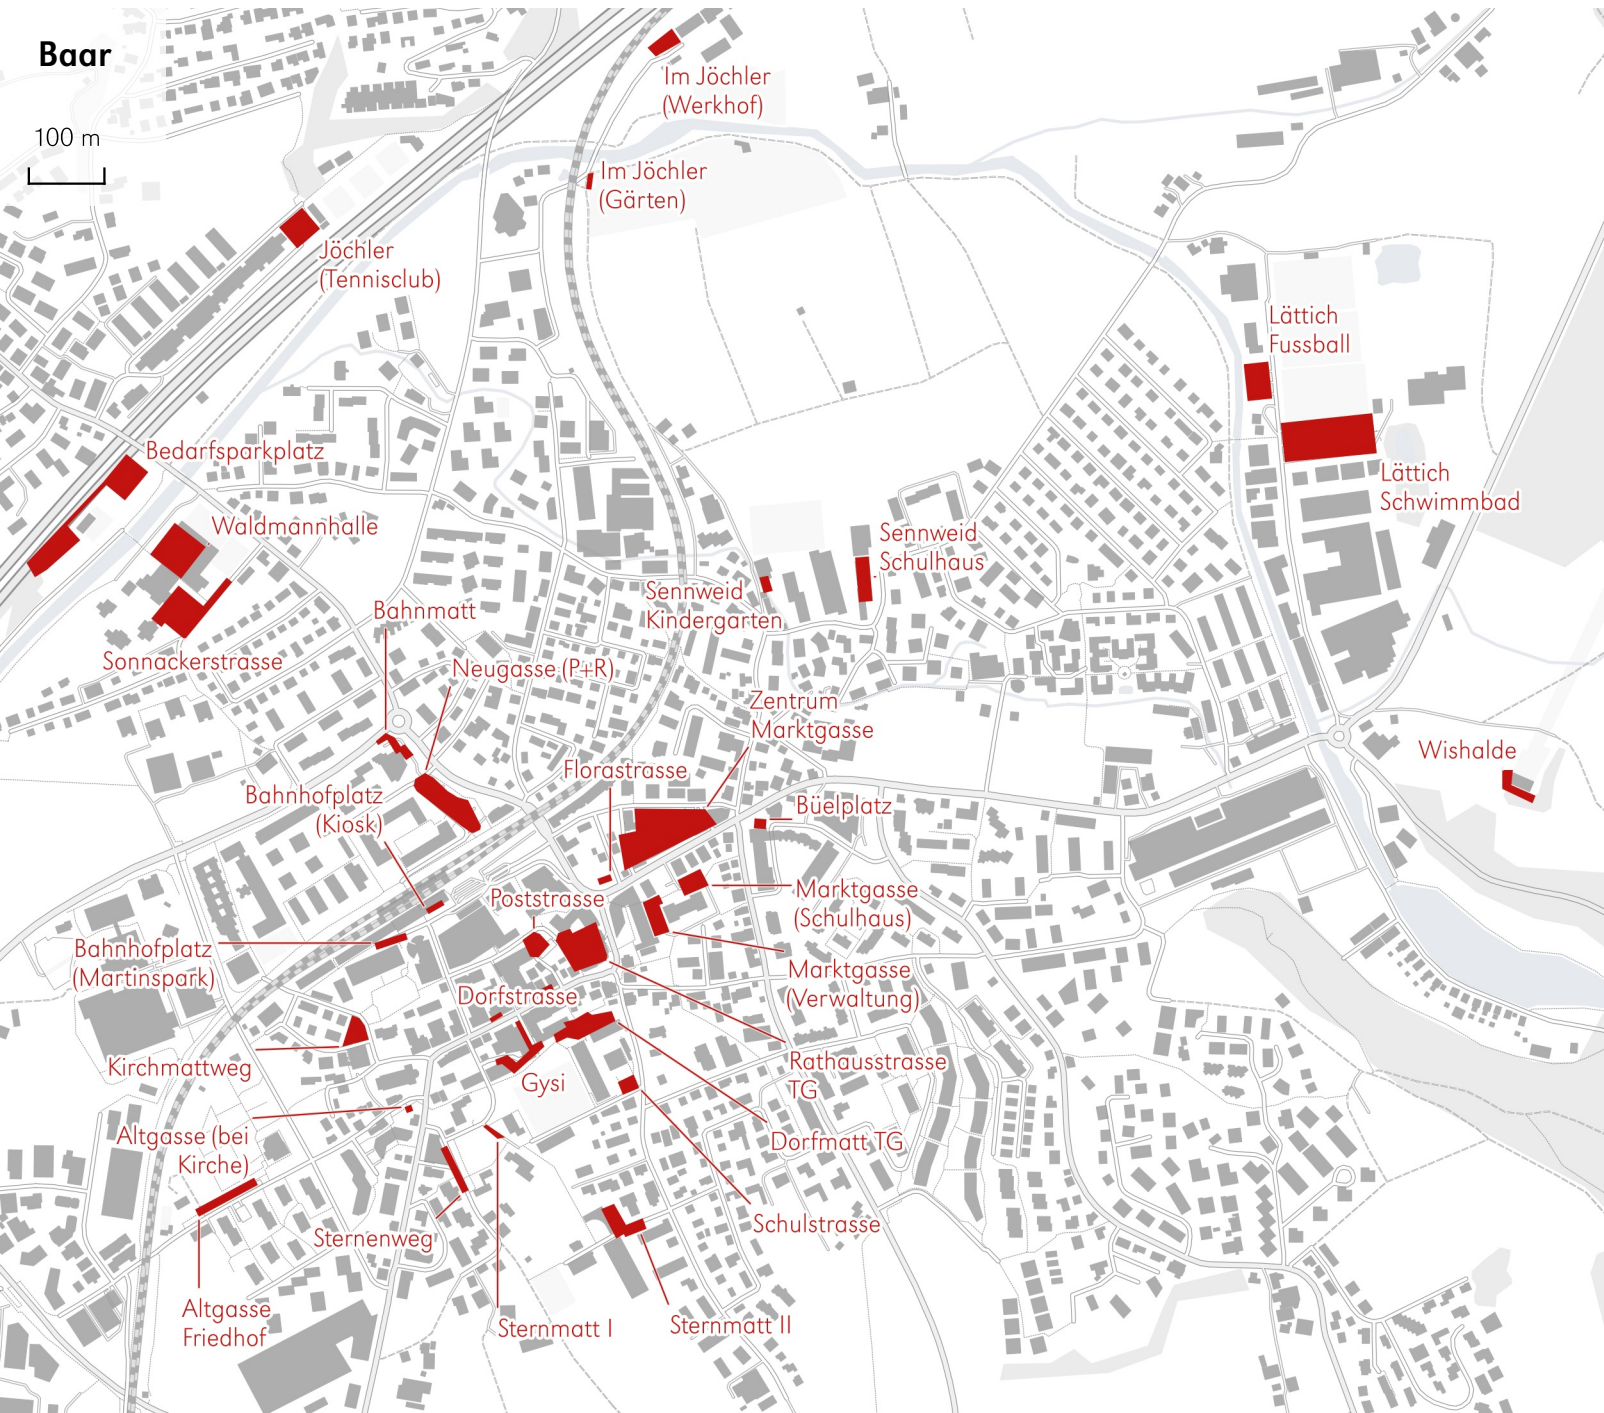 Baar
100 m
Im Jöchler
(Werkhof)
Im Jöchler
(Gärten)
Jöchler
(Tennisclub)
Lättich
Fussball
Bedarfsparkplatz
Lättich
Schwimmbad
Waldmannhalle
Sennweid
Schulhaus
Sennweid
Kindergarten
Bahnmatt
Sonnackerstrasse
Neugasse (P+R)
Zentrum
Marktgasse
Wishalde
Florastrasse
Bahnhofplatz
(Kiosk)
Büelplatz
Poststrasse
Marktgasse
(Schulhaus)
Bahnhofplatz
(Martinspark)
Marktgasse
(Verwaltung)
Dorfstrasse
Kirchmattweg
Rathausstrasse
TG
Gysi
Altgasse (bei
Kirche)
Dorfmatt TG
Schulstrasse
Sternenweg
Altgasse
Friedhof
Sternmatt I
Sternmatt II